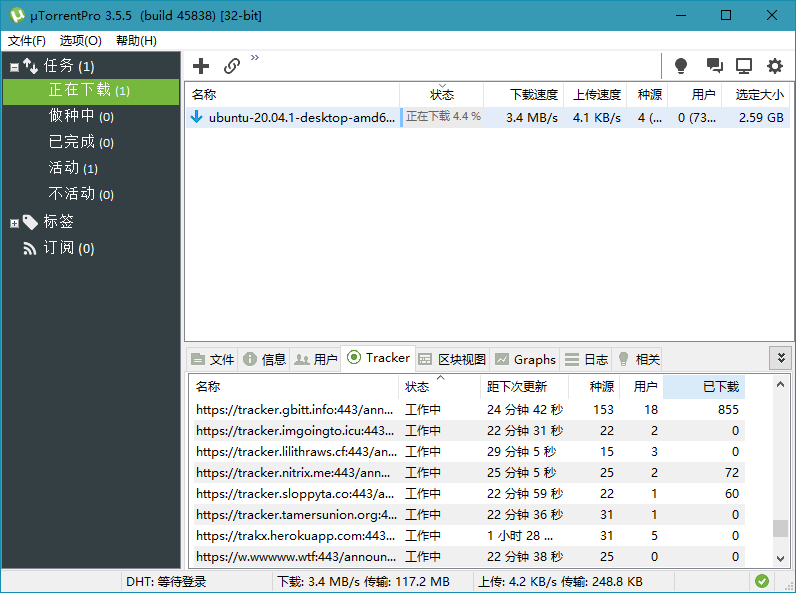 µTorrentPro 3.5.5 (build 45838) [32-bit]
文件(F) 选项(O) 帮助(H)
任务 (1)
正在下载 (1)
做种中 (0)
已完成 (0)
活动 (1)
不活动 (0)
标签
订阅 (0)
名称 状态 下载速度 上传速度 种源 用户 选定大小
ubuntu-20.04.1-desktop-amd6... 正在下载 4.4 % 3.4 MB/s 4.1 KB/s 4 (... 0 (73... 2.59 GB
文件 信息 用户 Tracker 区块视图 Graphs 日志 相关
名称 状态 距下次更新 种源 用户 已下载
https://tracker.gbitt.info:443/ann... 工作中 24 分钟 42 秒 153 18 855
https://tracker.imgoingto.icu:443... 工作中 22 分钟 31 秒 22 2 0
https://tracker.lilithraws.cf:443/an... 工作中 29 分钟 5 秒 15 3 0
https://tracker.nitrix.me:443/ann... 工作中 25 分钟 5 秒 25 2 72
https://tracker.sloppyta.co:443/a... 工作中 22 分钟 59 秒 22 1 60
https://tracker.tamersunion.org:4... 工作中 22 分钟 36 秒 31 1 0
https://trakx.herokuapp.com:443... 工作中 1 小时 28 ... 31 5 0
https://w.wwwww.wtf:443/announ... 工作中 22 分钟 38 秒 25 0 0
DHT: 等待登录 下载: 3.4 MB/s 传输: 117.2 MB 上传: 4.2 KB/s 传输: 248.8 KB